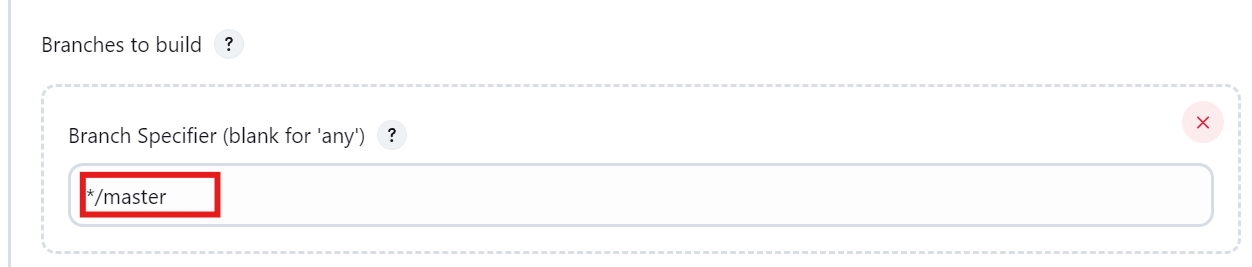 Branches to build ?
Branch Specifier (blank for 'any') ?
*/master